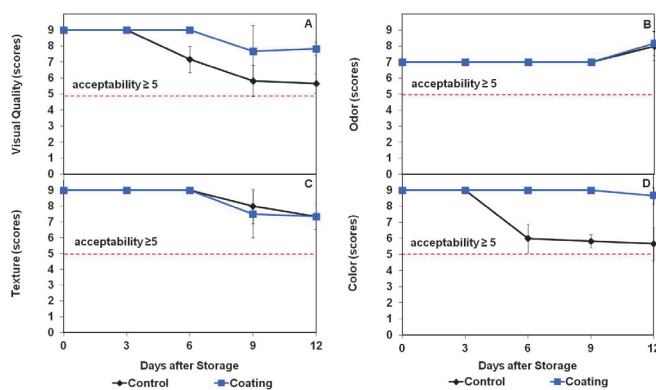 A
9
8
7
6
5
4
3
2
1
0
Visual Quality (scores)
acceptability ≥ 5
B
9
8
7
6
5
4
3
2
1
0
Odor (scores)
acceptability ≥ 5
C
9
8
7
6
5
4
3
2
1
0
Texture (scores)
acceptability ≥5
0 3 6 9 12
Days after Storage
D
9
8
7
6
5
4
3
2
1
0
Color (scores)
acceptability ≥ 5
0 3 6 9 12
Days after Storage
Control Coating
Control Coating